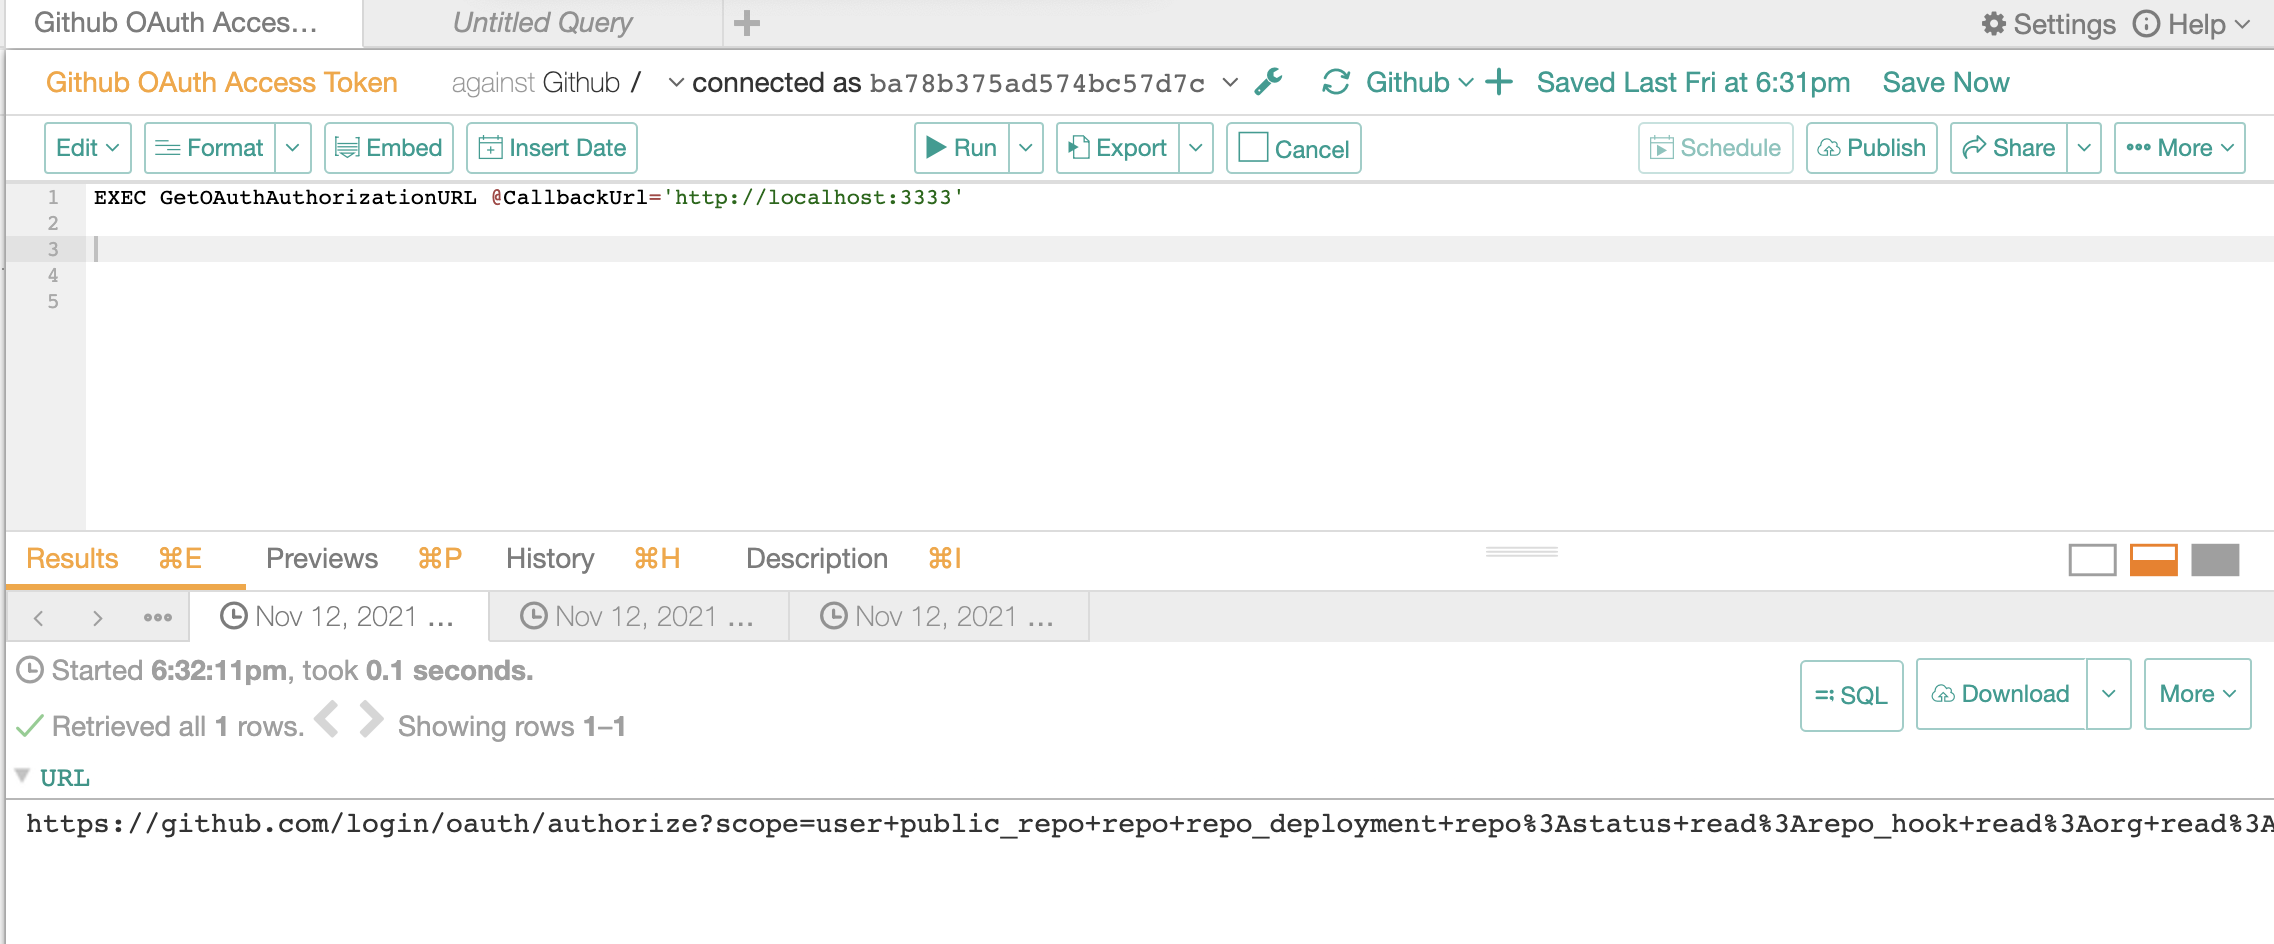 Github OAuth Acces... Untitled Query Settings Help
Github OAuth Access Token against Github / connected as ba78b375ad574bc57d7c Github Saved Last Fri at 6:31pm Save Now
Edit Format Embed Insert Date Run Export Cancel Schedule Publish Share More
1 EXEC GetOAuthAuthorizationURL @CallbackUrl='http://localhost:3333'
2
3
4
5
Results ⌘E Previews ⌘P History ⌘H Description ⌘I
Nov 12, 2021 ... Nov 12, 2021 ... Nov 12, 2021 ...
Started 6:32:11pm, took 0.1 seconds.
SQL Download More
Retrieved all 1 rows. Showing rows 1–1
URL
https://github.com/login/oauth/authorize?scope=user+public_repo+repo+repo_deployment+repo%3Astatus+read%3Arepo_hook+read%3Aorg+read%3A